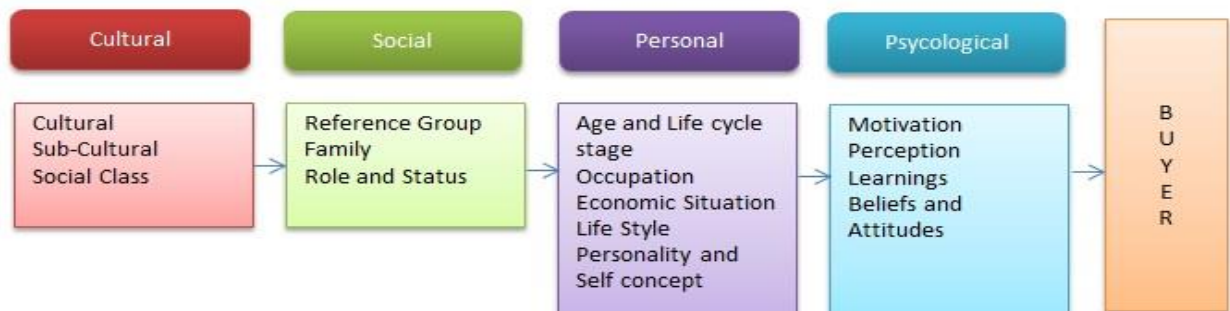 Cultural
Social
Personal
Psycological
Cultural
Sub-Cultural
Social Class
Reference Group
Family
Role and Status
Age and Life cycle
stage
Occupation
Economic Situation
Life Style
Personality and
Self concept
Motivation
Perception
Learnings
Beliefs and
Attitudes
B
U
Y
E
R